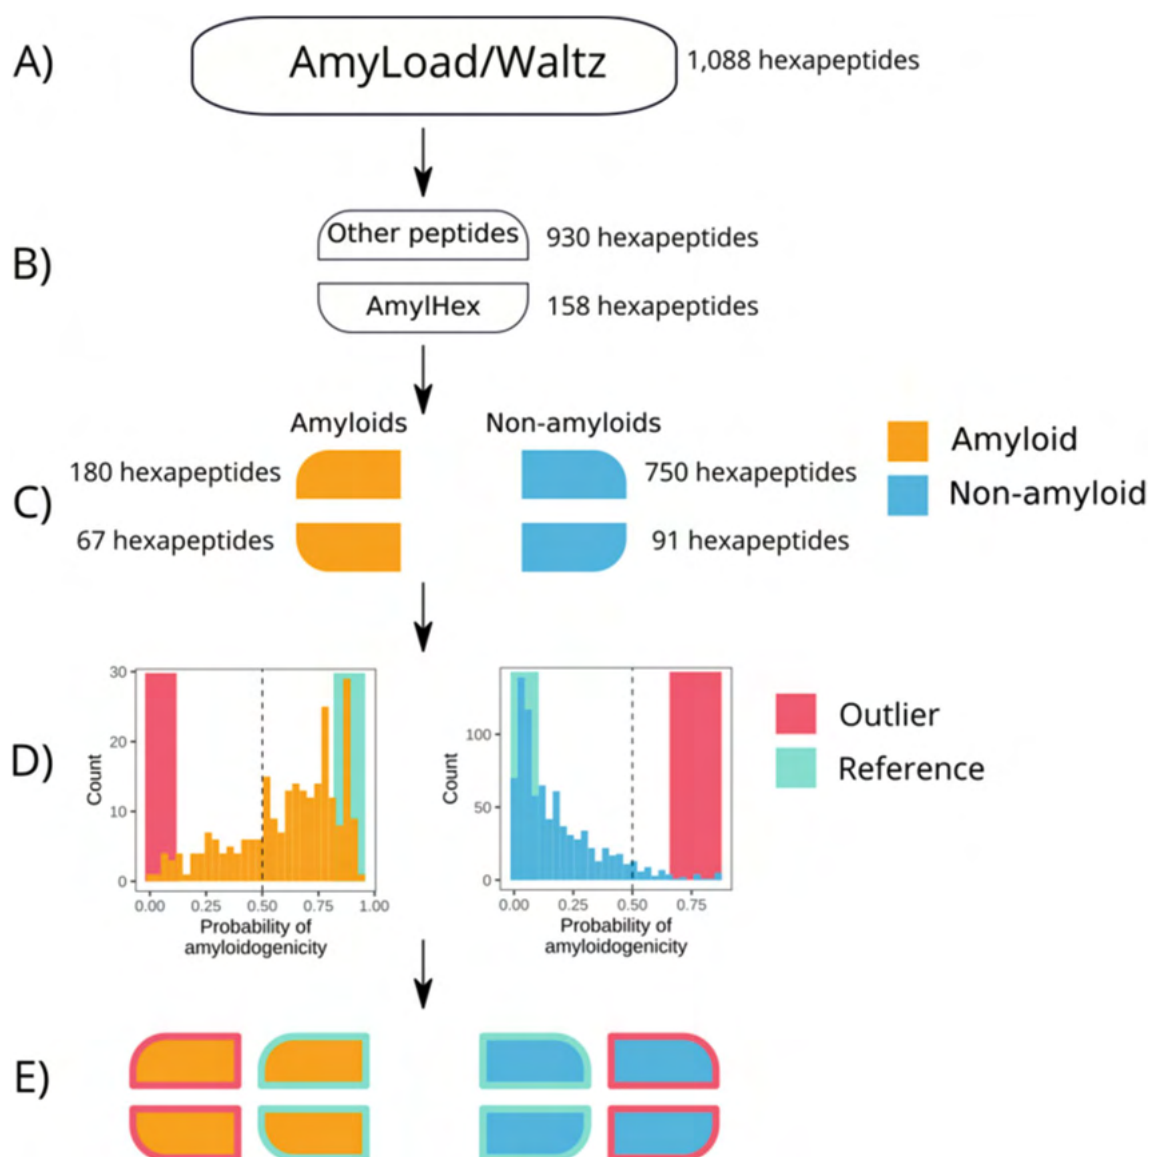 A)
AmyLoad/Waltz
1,088 hexapeptides
B)
Other peptides
930 hexapeptides
AmylHex
158 hexapeptides
C)
Amyloids
Non-amyloids
180 hexapeptides
750 hexapeptides
67 hexapeptides
91 hexapeptides
Amyloid
Non-amyloid
D)
30
20
10
0
Count
0.00 0.25 0.50 0.75 1.00
Probability of
amyloidogenicity
100
50
0
Count
0.00 0.25 0.50 0.75
Probability of
amyloidogenicity
Outlier
Reference
E)